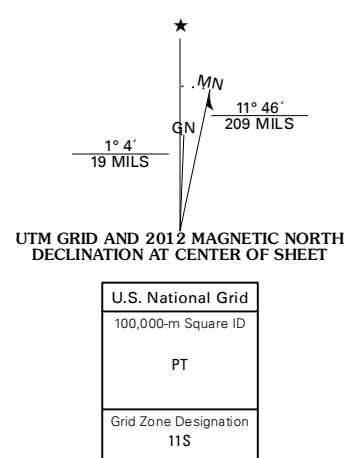 ★
MN
11° 46´
209 MILS
GN
1° 4´
19 MILS
UTM GRID AND 2012 MAGNETIC NORTH
DECLINATION AT CENTER OF SHEET
U.S. National Grid
100,000-m Square ID
PT
Grid Zone Designation
11S